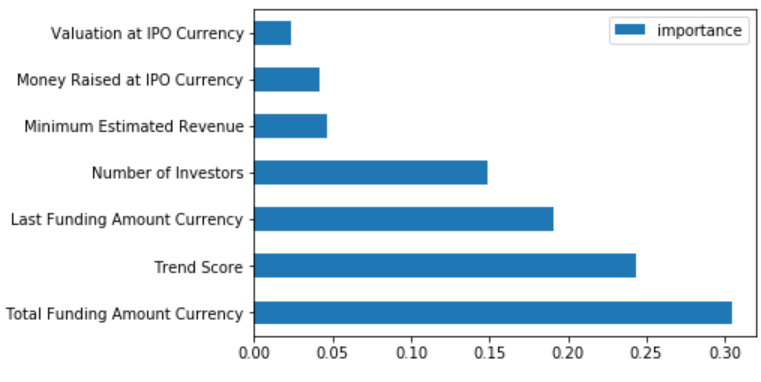 importance
Valuation at IPO Currency
Money Raised at IPO Currency
Minimum Estimated Revenue
Number of Investors
Last Funding Amount Currency
Trend Score
Total Funding Amount Currency
0.00 0.05 0.10 0.15 0.20 0.25 0.30